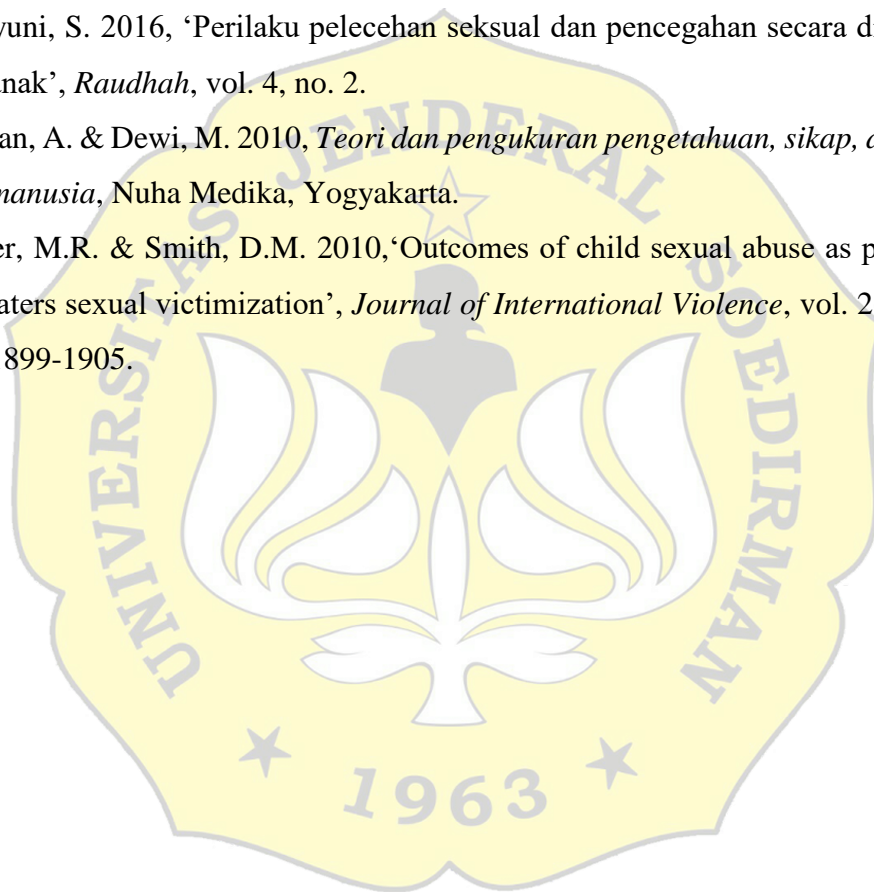 yuni, S. 2016, ‘Perilaku pelecehan seksual dan pencegahan secara d
anak’, Raudhah, vol. 4, no. 2.
an, A. & Dewi, M. 2010, Teori dan pengukuran pengetahuan, sikap,
manusia, Nuha Medika, Yogyakarta.
er, M.R. & Smith, D.M. 2010,‘Outcomes of child sexual abuse as p
aters sexual victimization’, Journal of International Violence, vol. 2
899-1905.
UNIVERSITAS JENDERAL SOEDIRMAN
1963